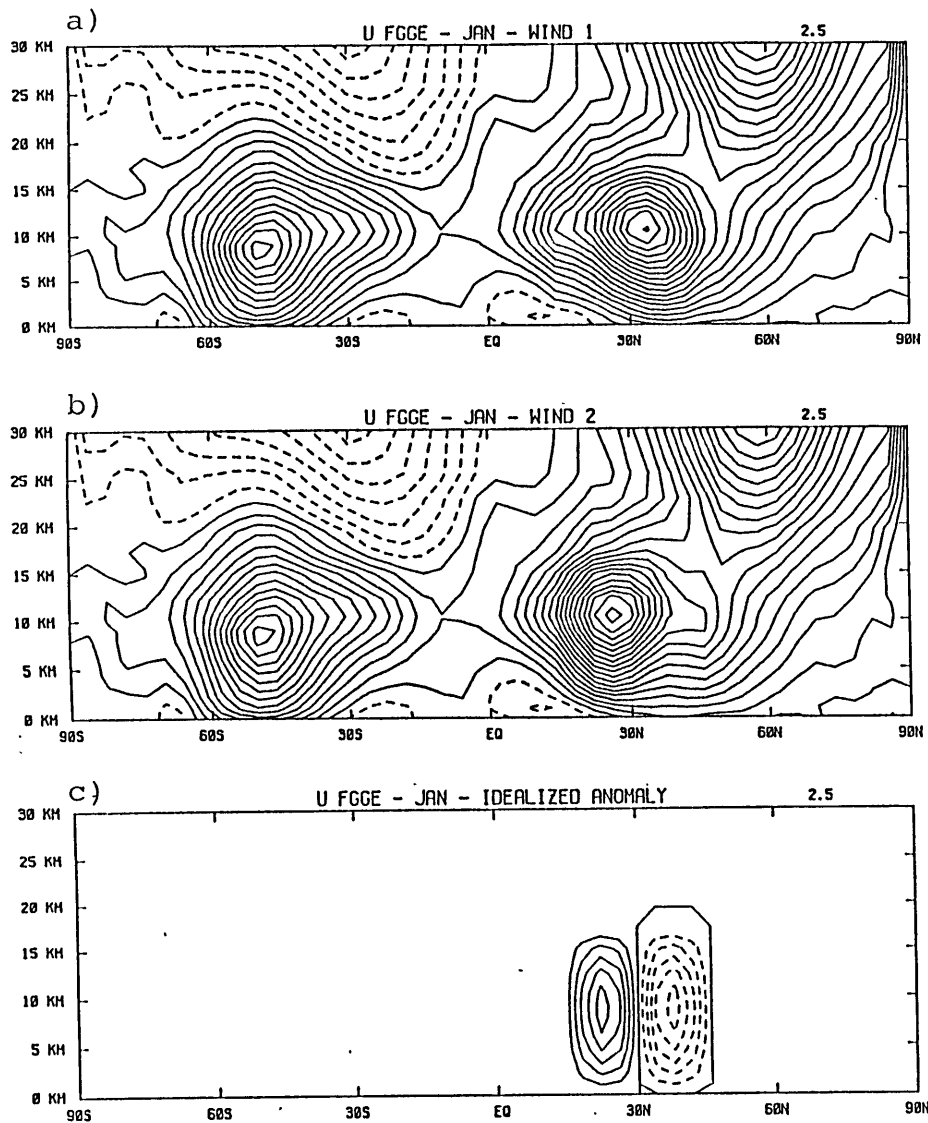 a)
U FGGE - JAN - WIND 1 2.5
30 KM
25 KM
20 KM
15 KM
10 KM
5 KM
0 KM
90S 60S 30S EQ 30N 60N 90N
b)
U FGGE - JAN - WIND 2 2.5
30 KM
25 KM
20 KM
15 KM
10 KM
5 KM
0 KM
90S 60S 30S EQ 30N 60N 90N
c)
U FGGE - JAN - IDEALIZED ANOMALY 2.5
30 KM
25 KM
20 KM
15 KM
10 KM
5 KM
0 KM
90S 60S 30S EQ 30N 60N 90N